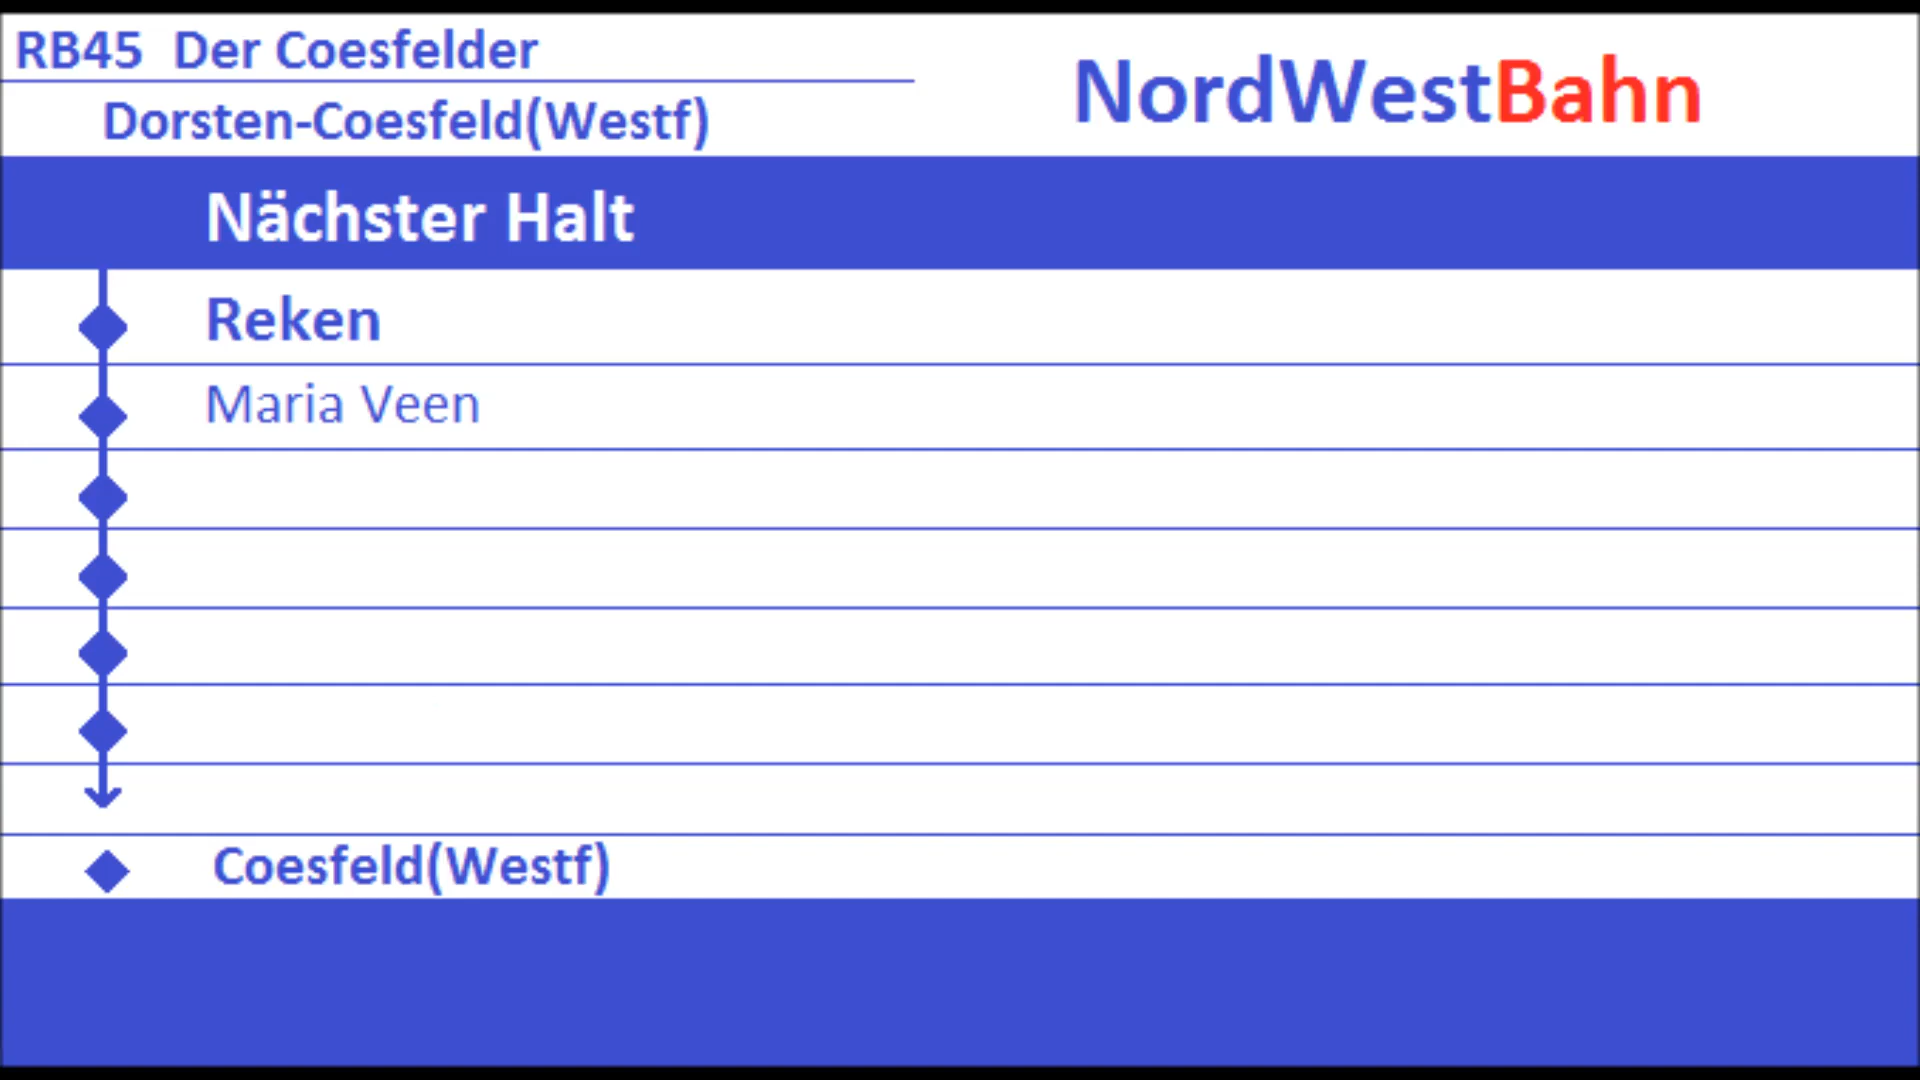 RB45 Der Coesfelder
NordWestBahn
Dorsten-Coesfeld(Westf)
Nächster Halt
Reken
Maria Veen
Coesfeld(Westf)